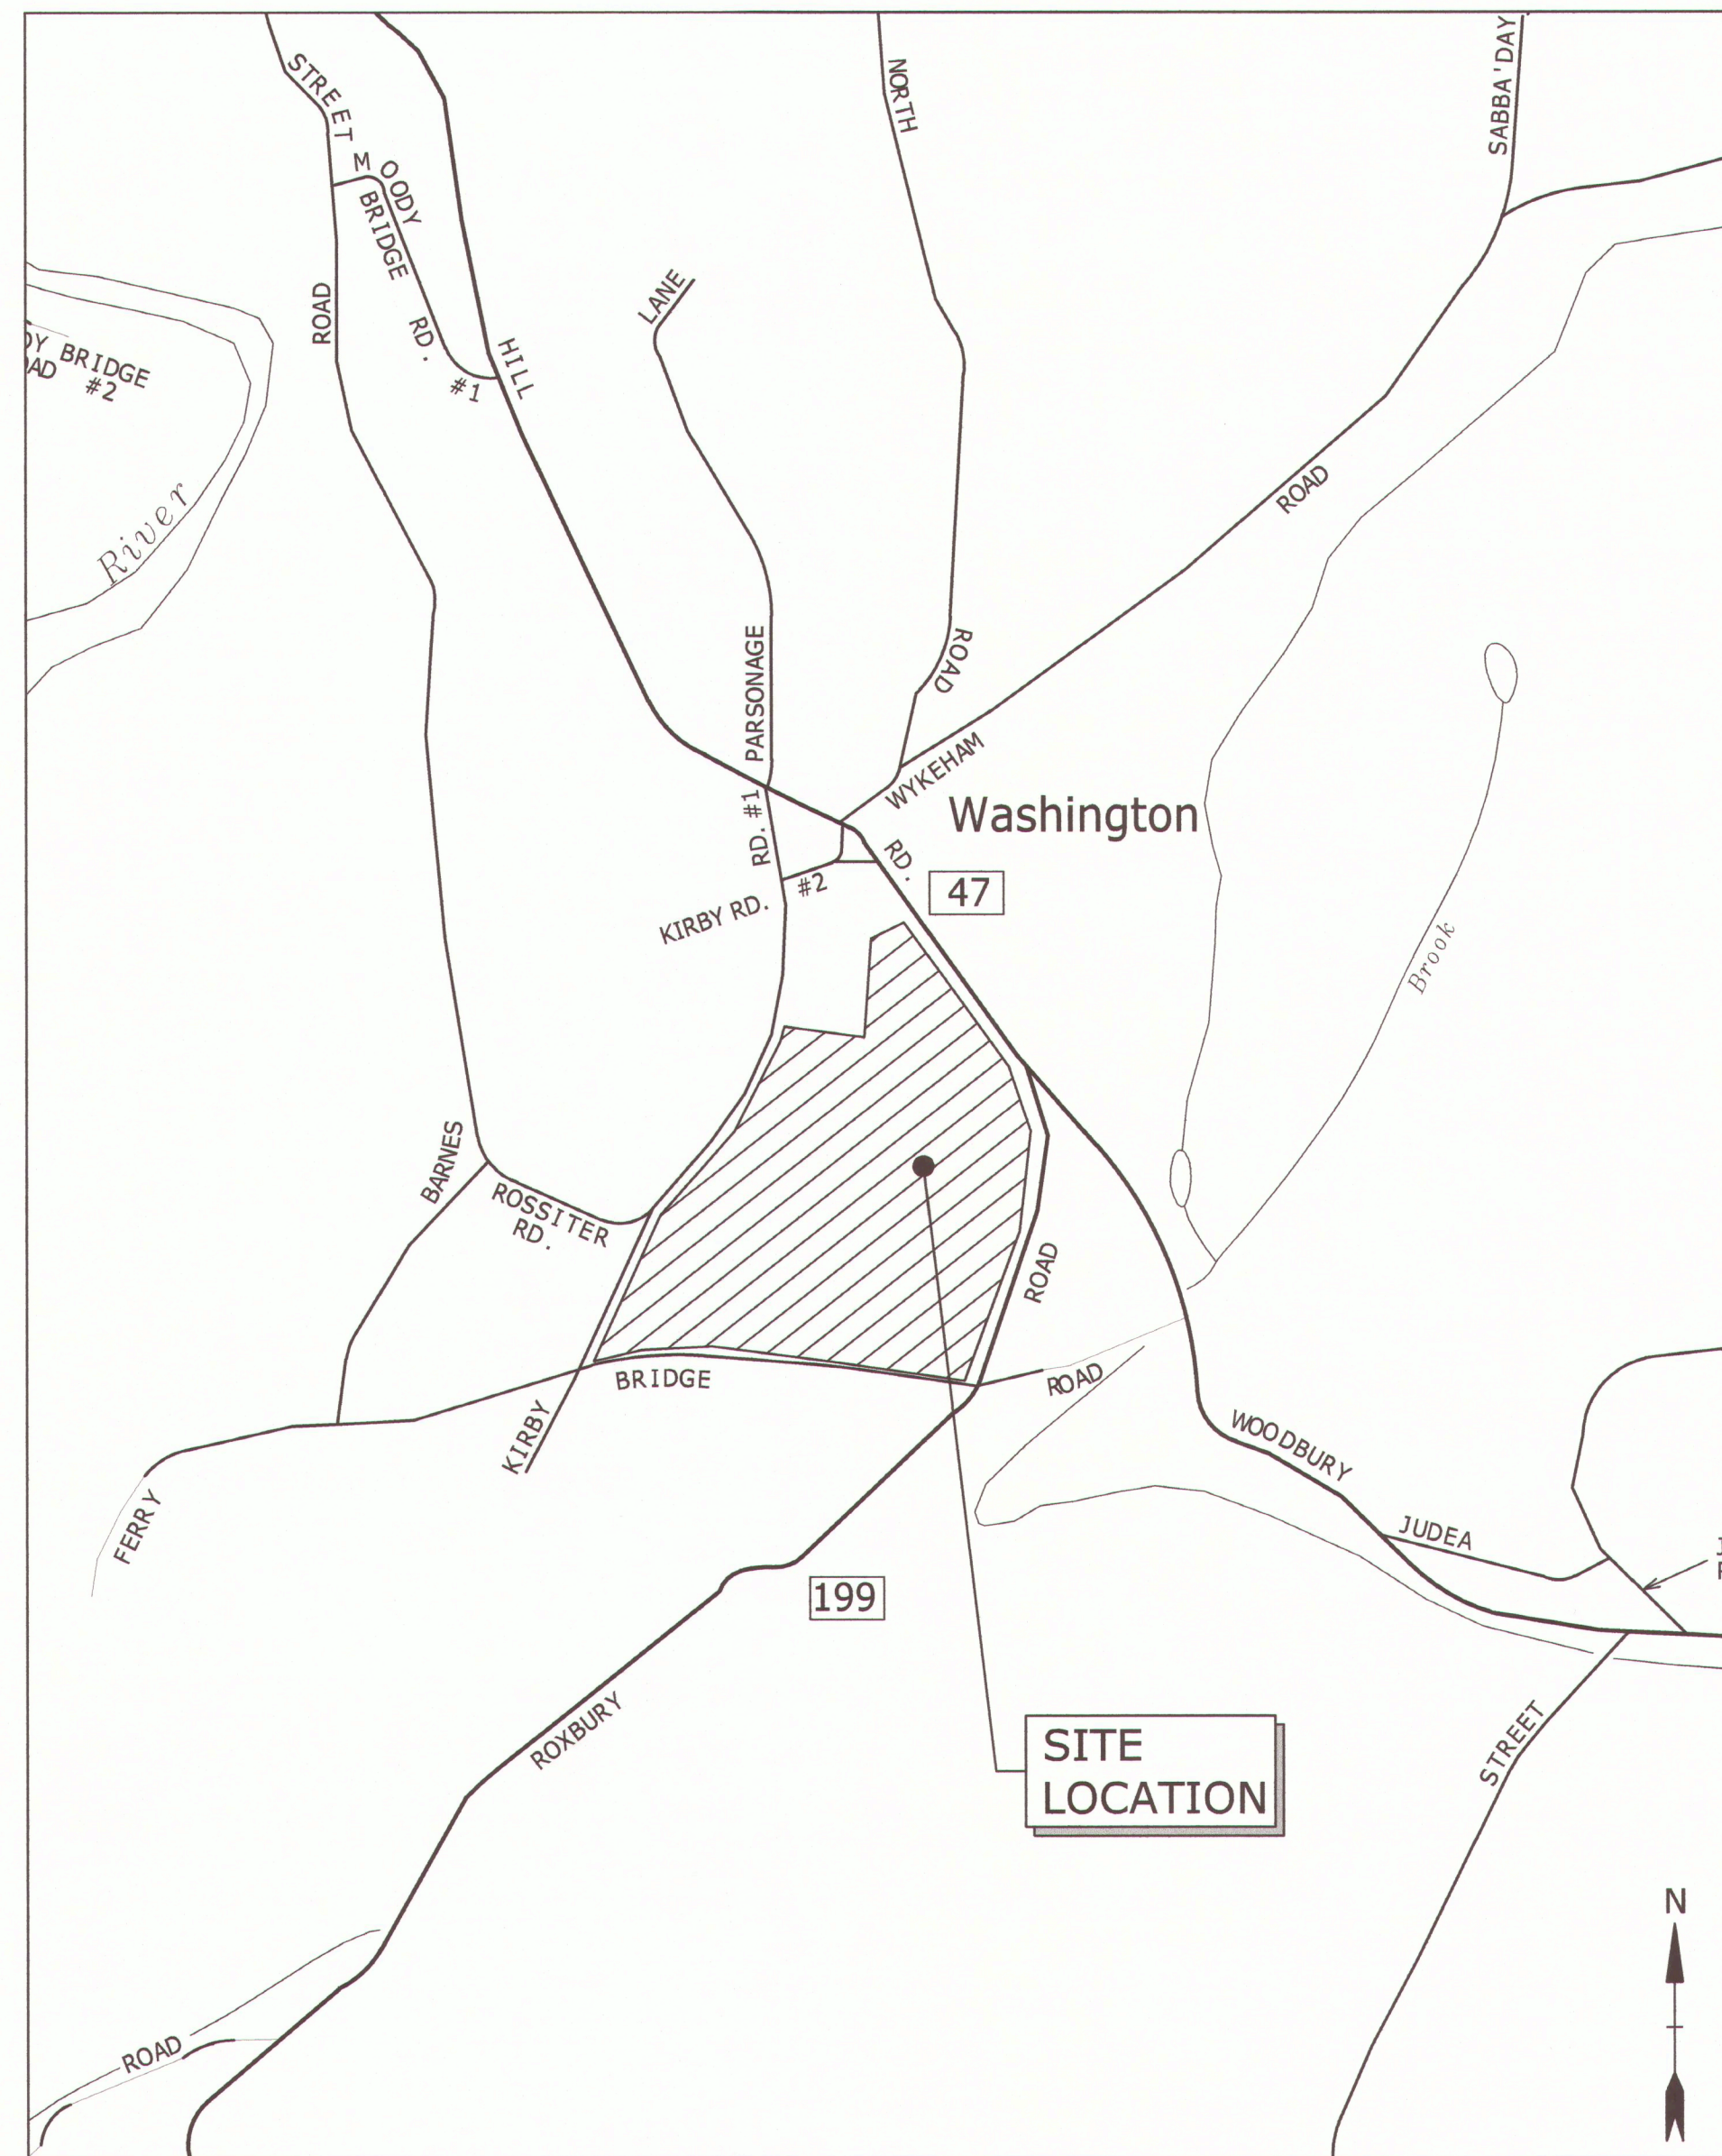 STREET
MOODY
BRIDGE
RD.
#1
ROAD
HILL
NORTH
SABBA'DAY
LANE
BRIDGE
#2
River
ROAD
PARSONAGE
ROAD
WYKEHAM
Washington
RD. #1
RD.
47
KIRBY RD.
#2
Brook
BARNES
ROSSITER
RD.
ROAD
BRIDGE
ROAD
KIRBY
WOODBURY
FERRY
JUDEA
199
ROXBURY
STREET
SITE
LOCATION
N
ROAD